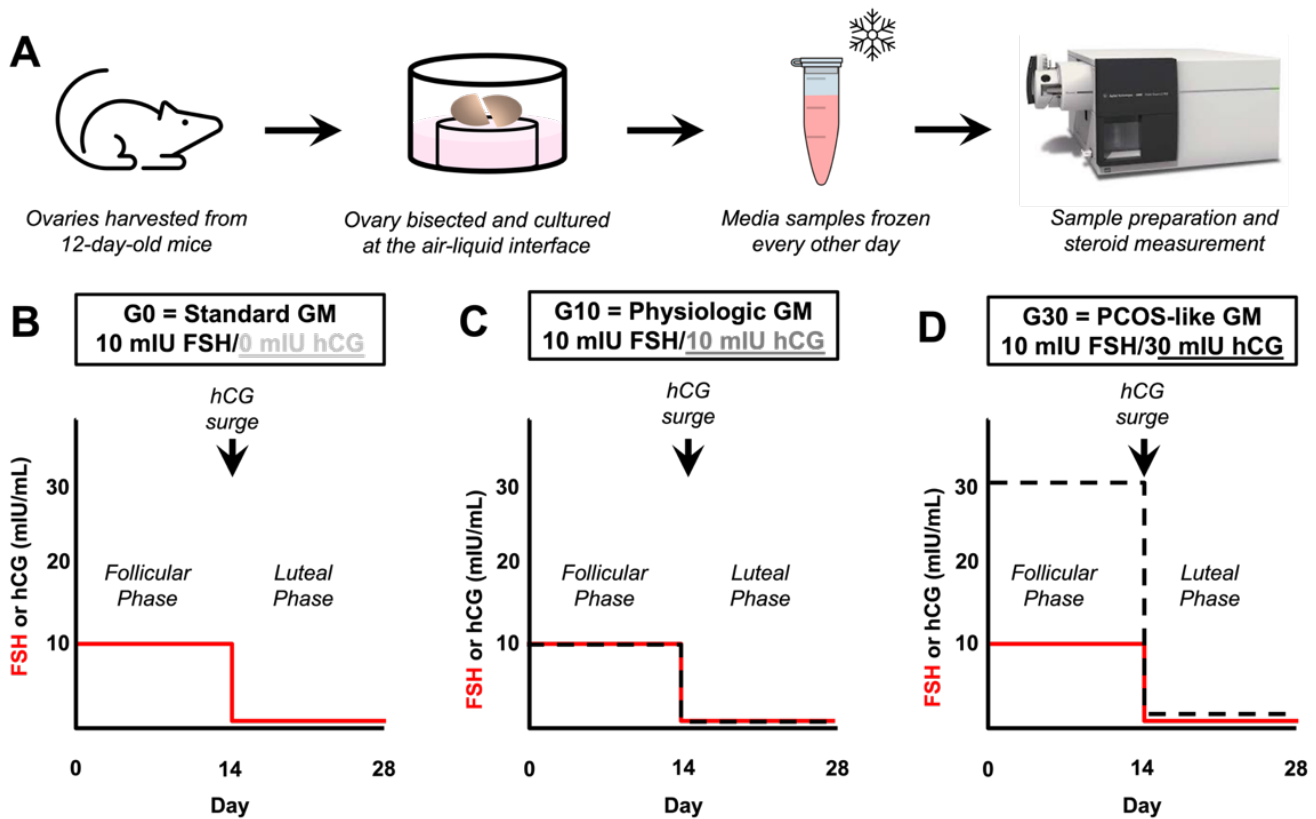 A
Ovaries harvested from
12-day-old mice
Ovary bisected and cultured
at the air-liquid interface
Media samples frozen
every other day
Sample preparation and
steroid measurement
B
G0 = Standard GM
10 mIU FSH/0 mIU hCG
hCG
surge
FSH or hCG (mIU/mL)
30
20
10
Follicular
Phase
Luteal
Phase
0
14
28
Day
C
G10 = Physiologic GM
10 mIU FSH/10 mIU hCG
hCG
surge
FSH or hCG (mIU/mL)
30
20
10
Follicular
Phase
Luteal
Phase
0
14
28
Day
D
G30 = PCOS-like GM
10 mIU FSH/30 mIU hCG
hCG
surge
FSH or hCG (mIU/mL)
30
20
10
Follicular
Phase
Luteal
Phase
0
14
28
Day